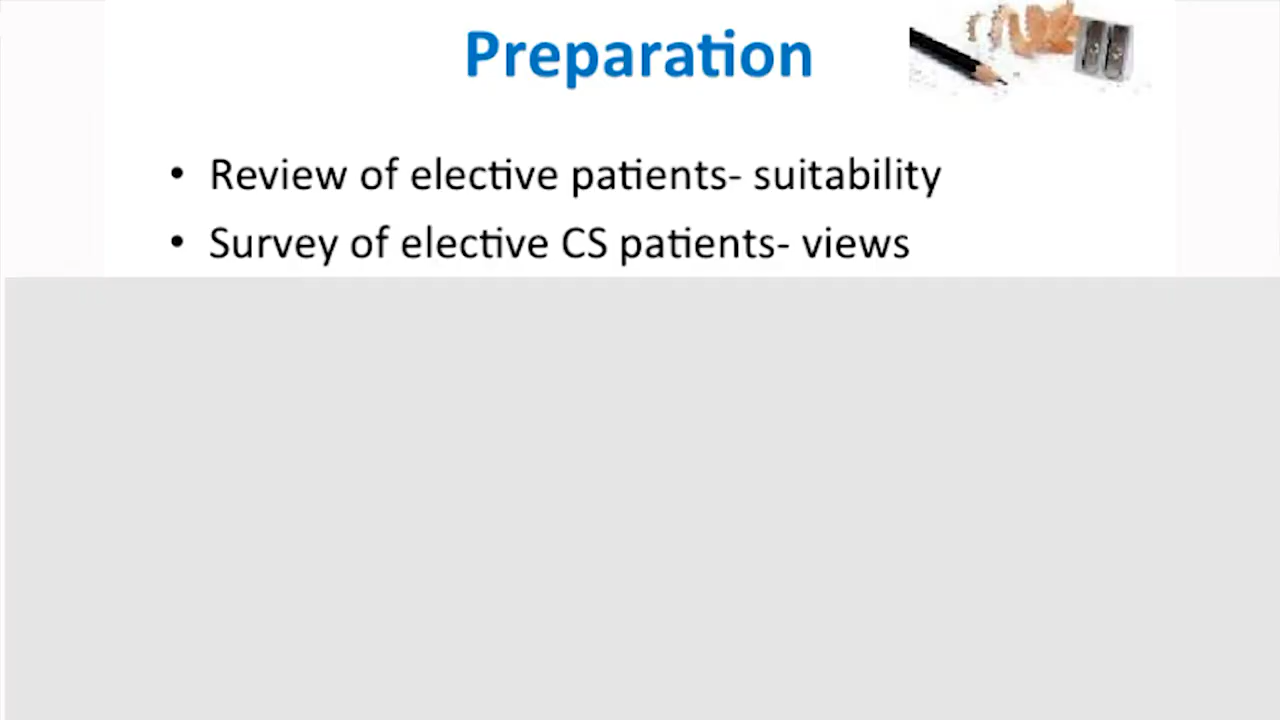 Preparation
• Review of elective patients- suitability
• Survey of elective CS patients- views